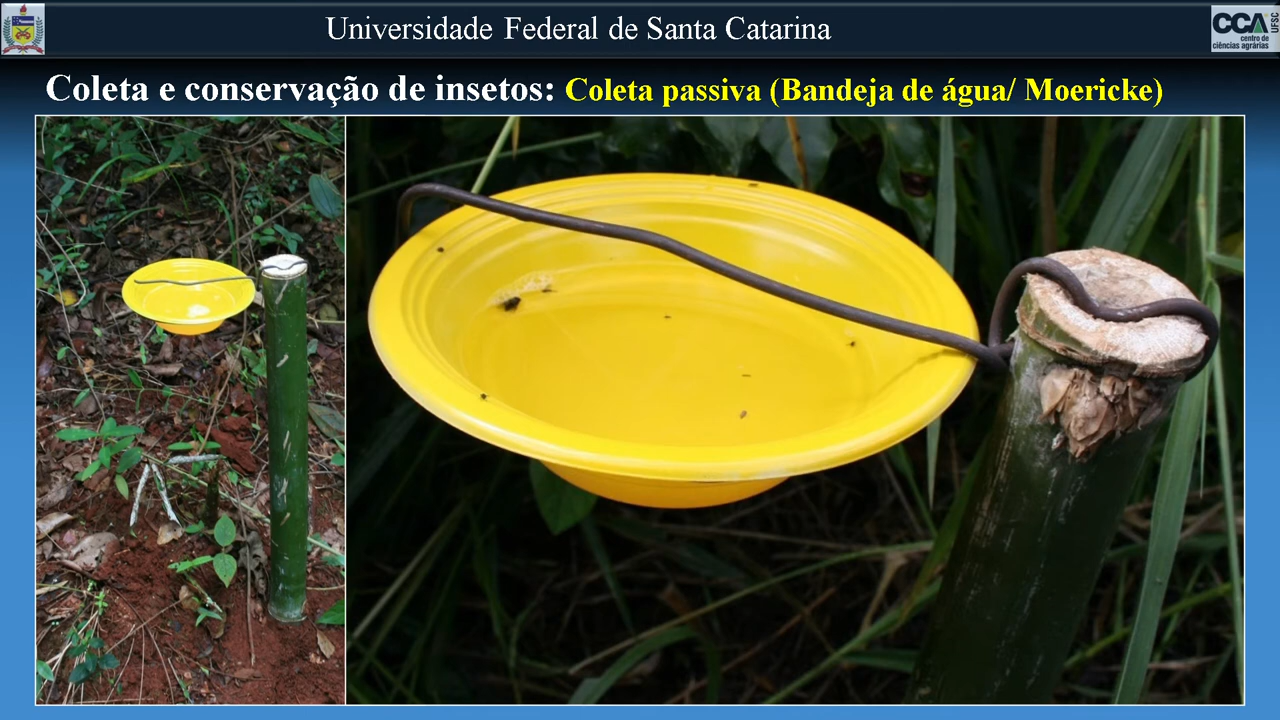 Universidade Federal de Santa Catarina
CCA UFSC
centro de
ciências agrárias
Coleta e conservação de insetos: Coleta passiva (Bandeja de água/ Moericke)